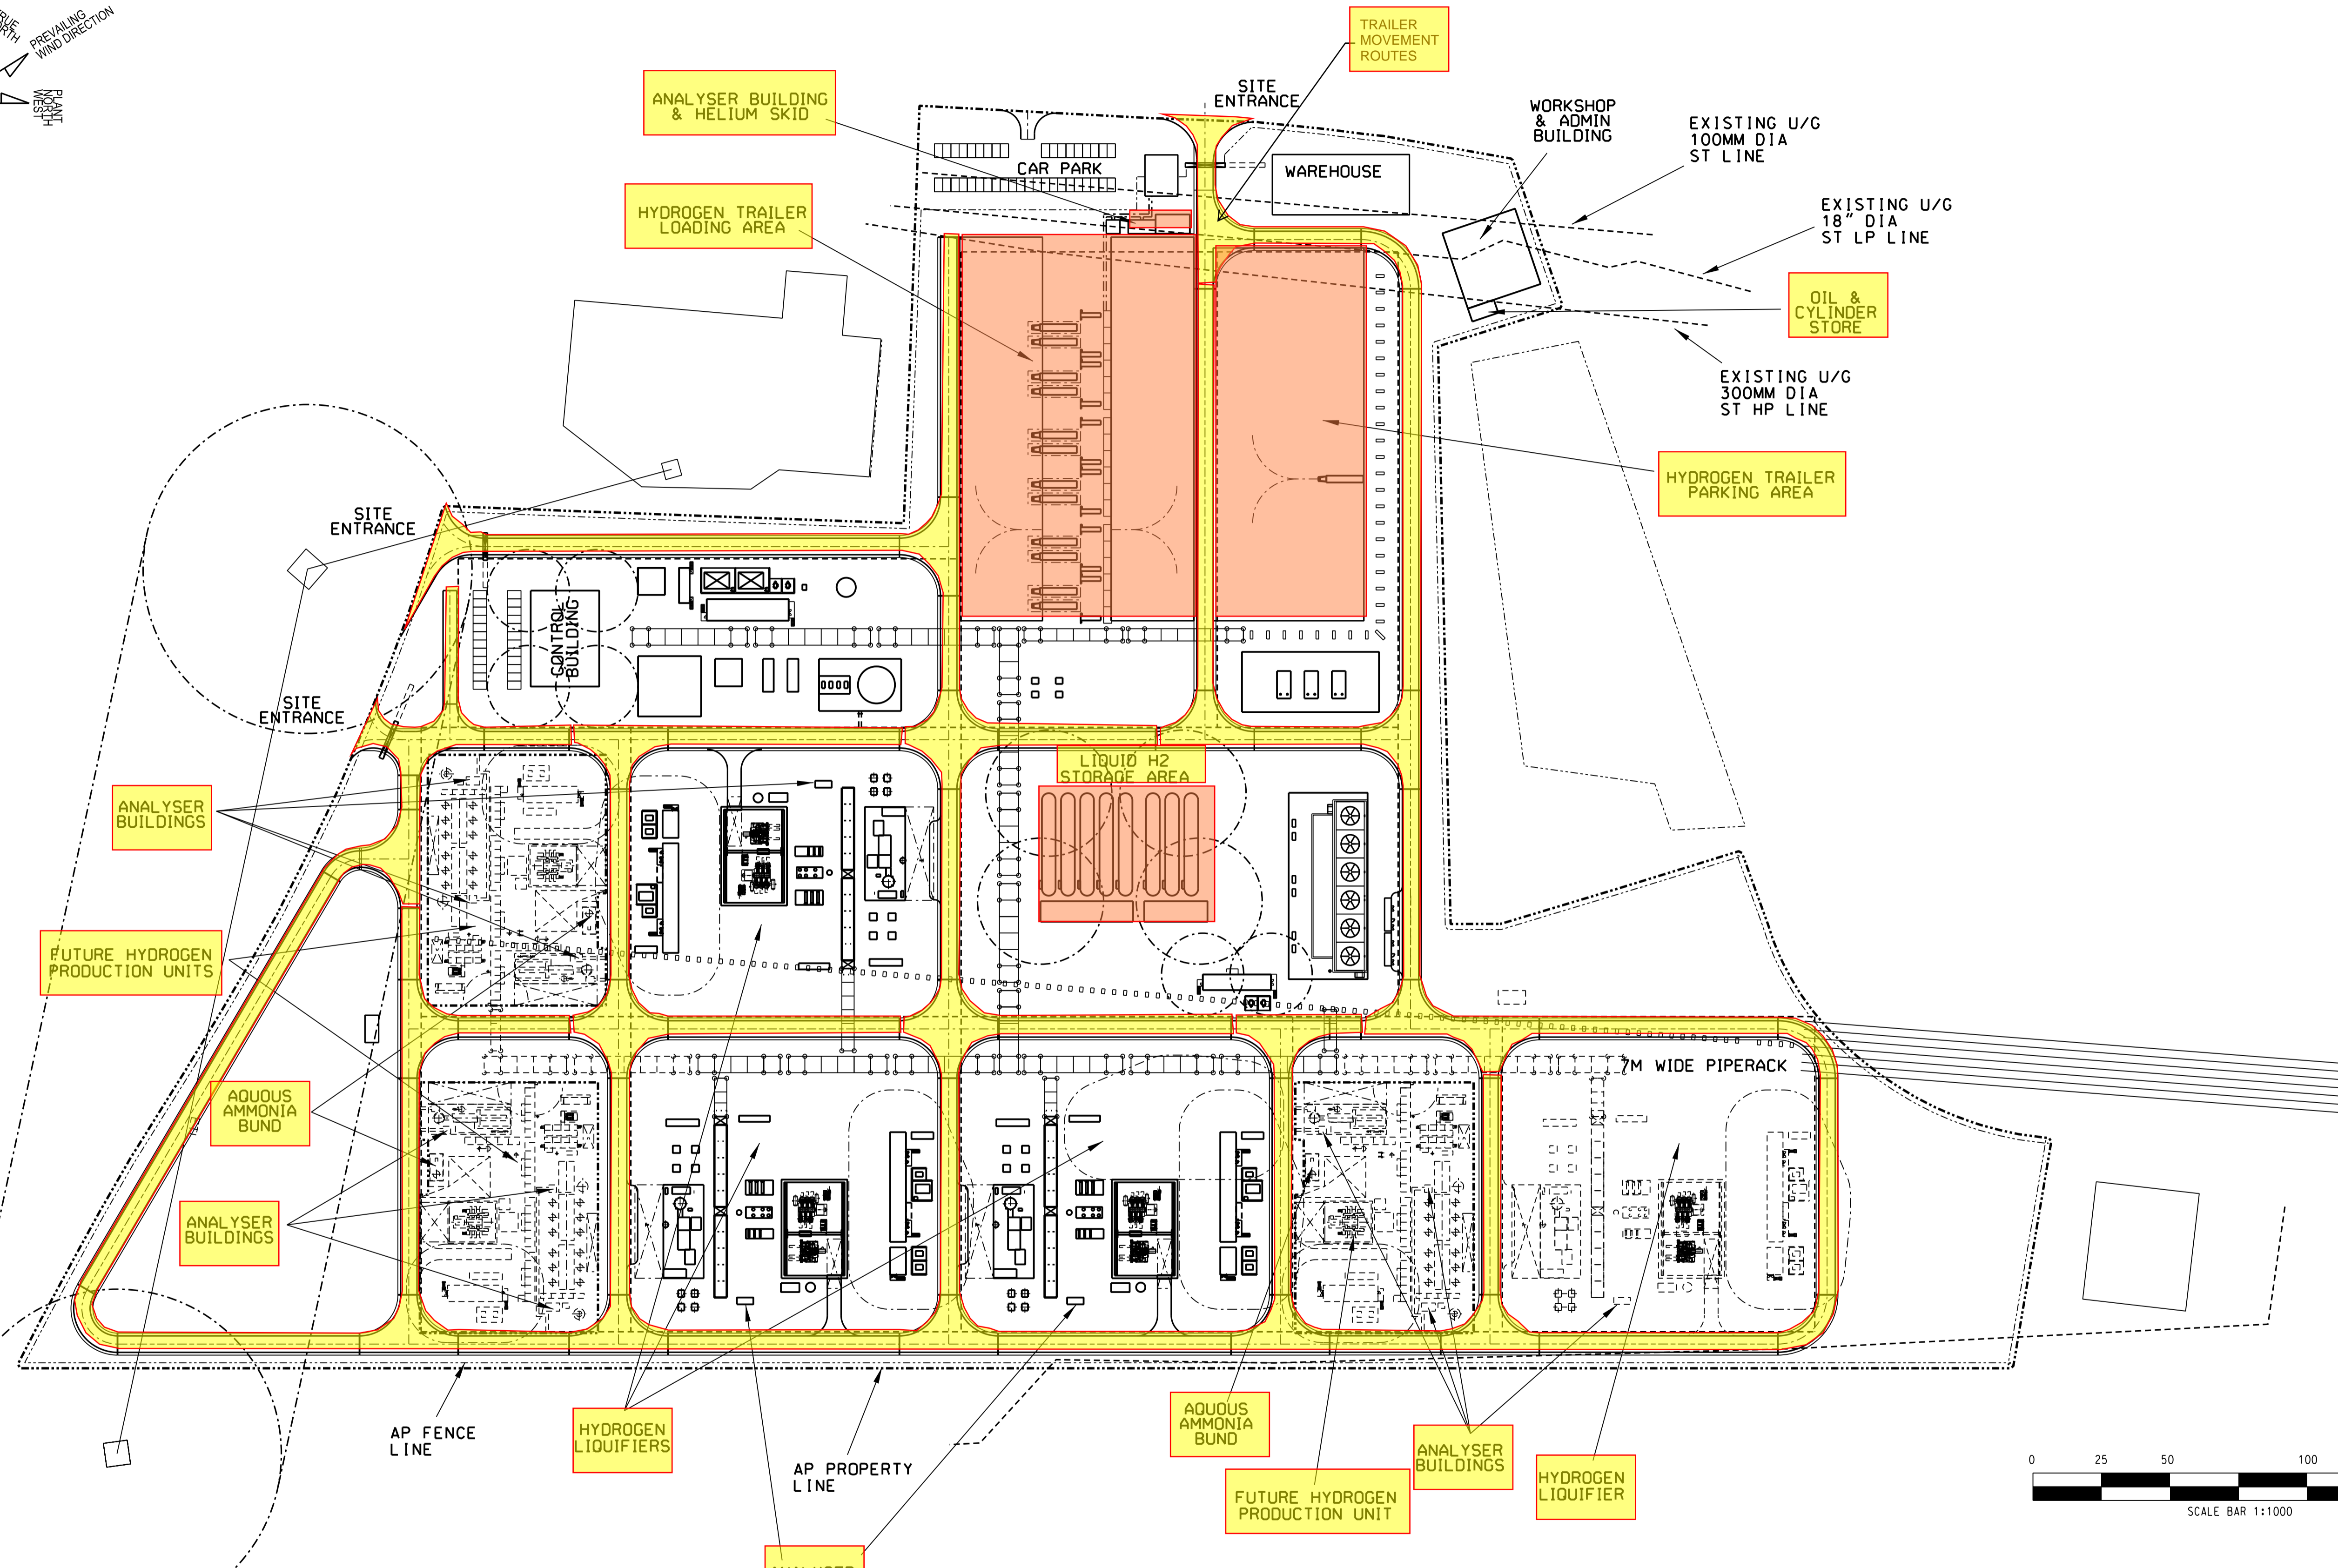 TRUE
NORTH
PREVAILING
WIND DIRECTION
PLANT
NORTH
WEST
TRAILER
MOVEMENT
ROUTES
ANALYSER BUILDING
& HELIUM SKID
SITE
ENTRANCE
WORKSHOP
& ADMIN
BUILDING
EXISTING U/G
100MM DIA
ST LINE
CAR PARK
WAREHOUSE
HYDROGEN TRAILER
LOADING AREA
EXISTING U/G
18" DIA
ST LP LINE
OIL &
CYLINDER
STORE
EXISTING U/G
300MM DIA
ST HP LINE
HYDROGEN TRAILER
PARKING AREA
SITE
ENTRANCE
CONTROL
BUILDING
SITE
ENTRANCE
LIQUID H2
STORAGE AREA
ANALYSER
BUILDINGS
FUTURE HYDROGEN
PRODUCTION UNITS
7M WIDE PIPERACK
AQUOUS
AMMONIA
BUND
ANALYSER
BUILDINGS
AP FENCE
LINE
HYDROGEN
LIQUIFIERS
AP PROPERTY
LINE
AQUOUS
AMMONIA
BUND
FUTURE HYDROGEN
PRODUCTION UNIT
ANALYSER
BUILDINGS
HYDROGEN
LIQUIFIER
0 25 50 100
SCALE BAR 1:1000